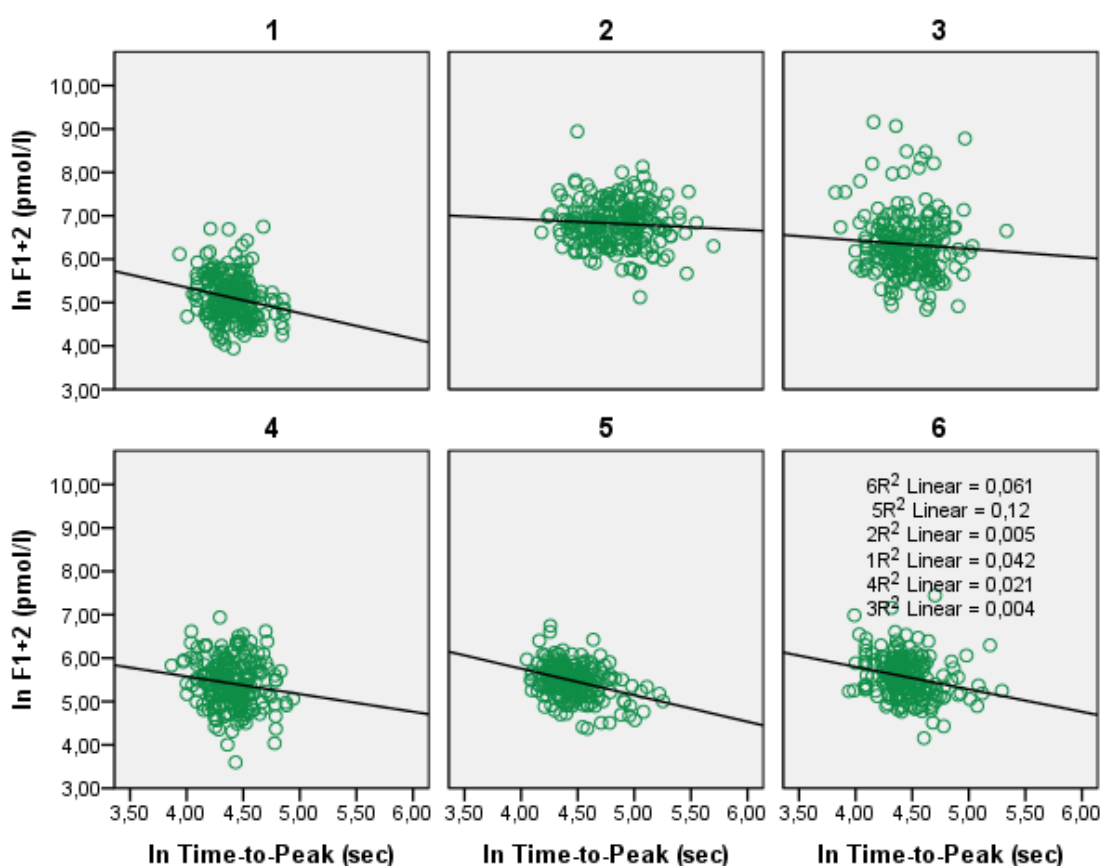 1
2
3
ln F1+2 (pmol/l)
10,00
9,00
8,00
7,00
6,00
5,00
4,00
3,00
4
5
6
ln F1+2 (pmol/l)
10,00
9,00
8,00
7,00
6,00
5,00
4,00
3,00
6R² Linear = 0,061
5R² Linear = 0,12
2R² Linear = 0,005
1R² Linear = 0,042
4R² Linear = 0,021
3R² Linear = 0,004
3,50 4,00 4,50 5,00 5,50 6,00
3,50 4,00 4,50 5,00 5,50 6,00
3,50 4,00 4,50 5,00 5,50 6,00
ln Time-to-Peak (sec)
ln Time-to-Peak (sec)
ln Time-to-Peak (sec)